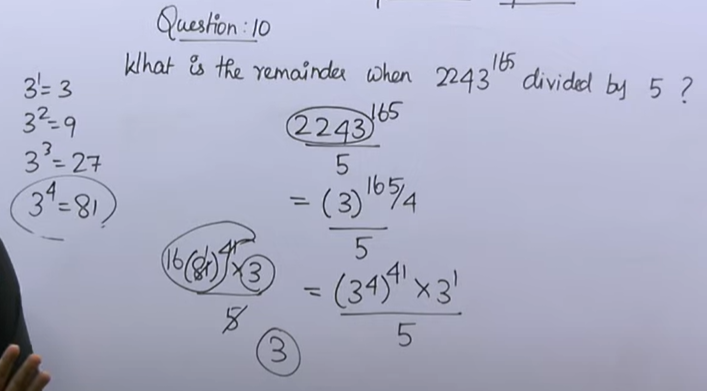 Question : 10
What is the remainder when 2243^165 divided by 5 ?
3^1 = 3
3^2 = 9
3^3 = 27
3^4 = 81
2243^165
5
= (3)^165/4
5
16(81)^41 × 3
5
3
= (3^4)^41 × 3^1
5